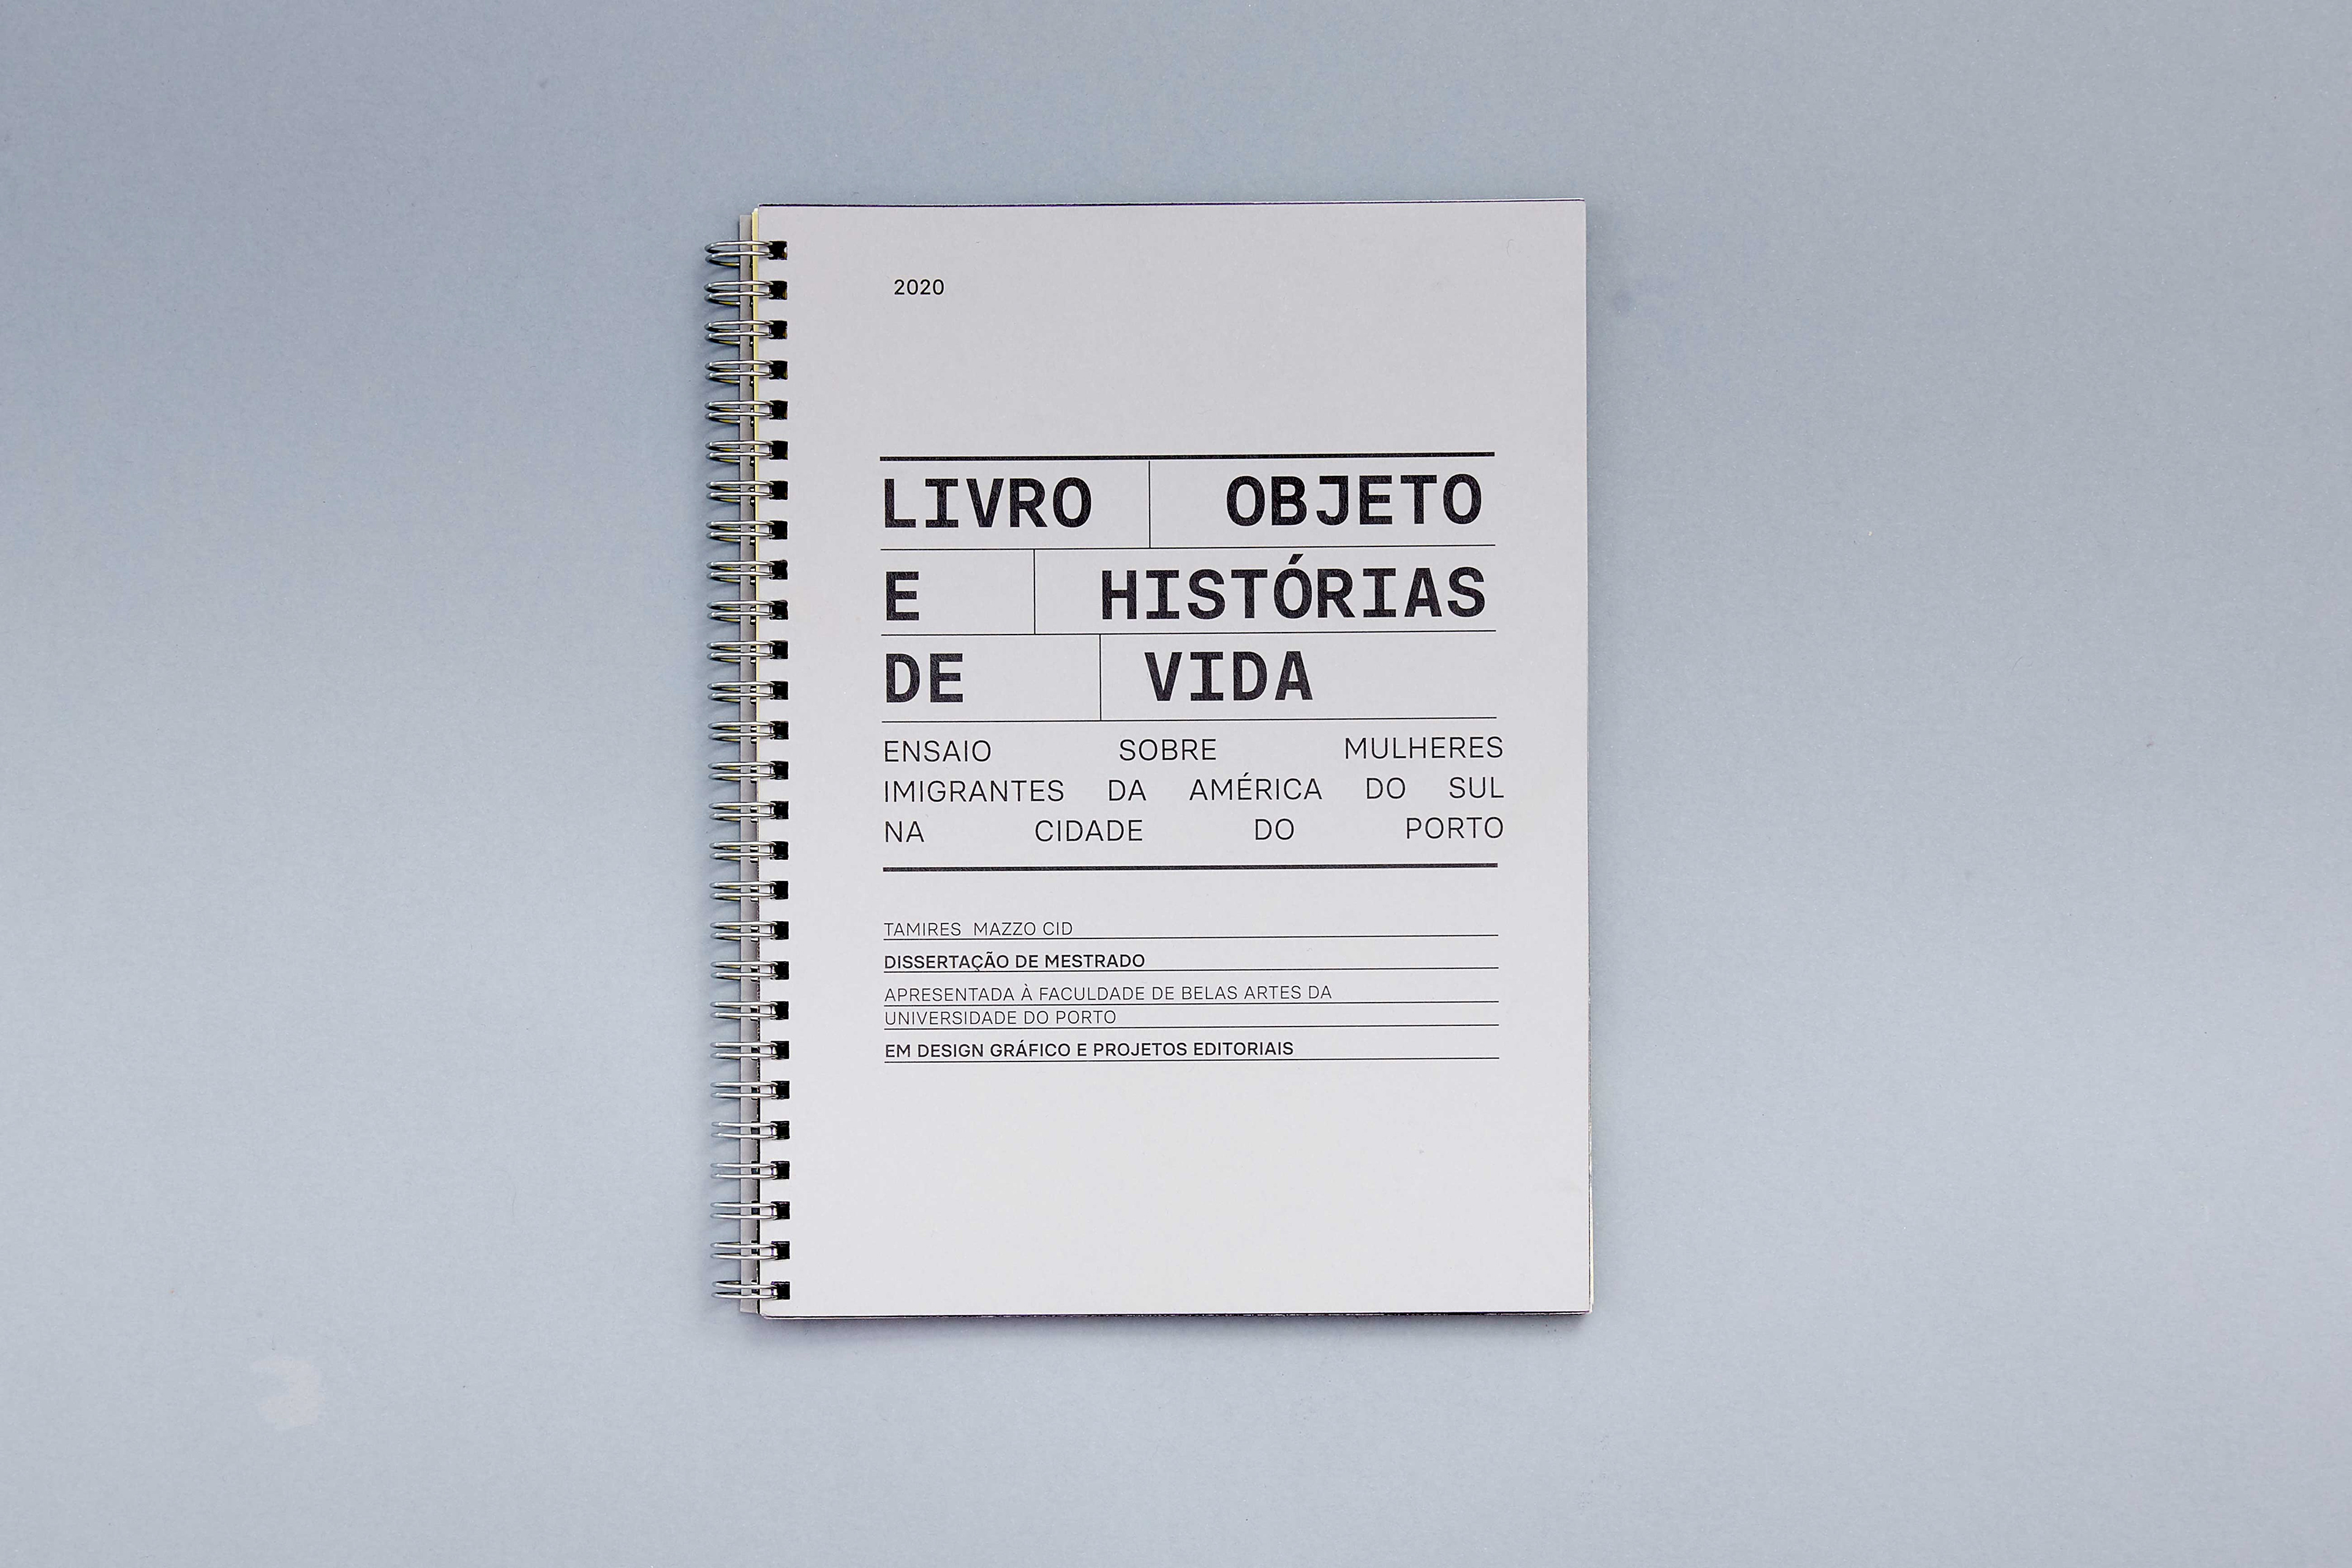 2020
LIVRO OBJETO
E HISTÓRIAS
DE VIDA
ENSAIO SOBRE MULHERES
IMIGRANTES DA AMÉRICA DO SUL
NA CIDADE DO PORTO
TAMIRES MAZZO CID
DISSERTAÇÃO DE MESTRADO
APRESENTADA À FACULDADE DE BELAS ARTES DA
UNIVERSIDADE DO PORTO
EM DESIGN GRÁFICO E PROJETOS EDITORIAIS